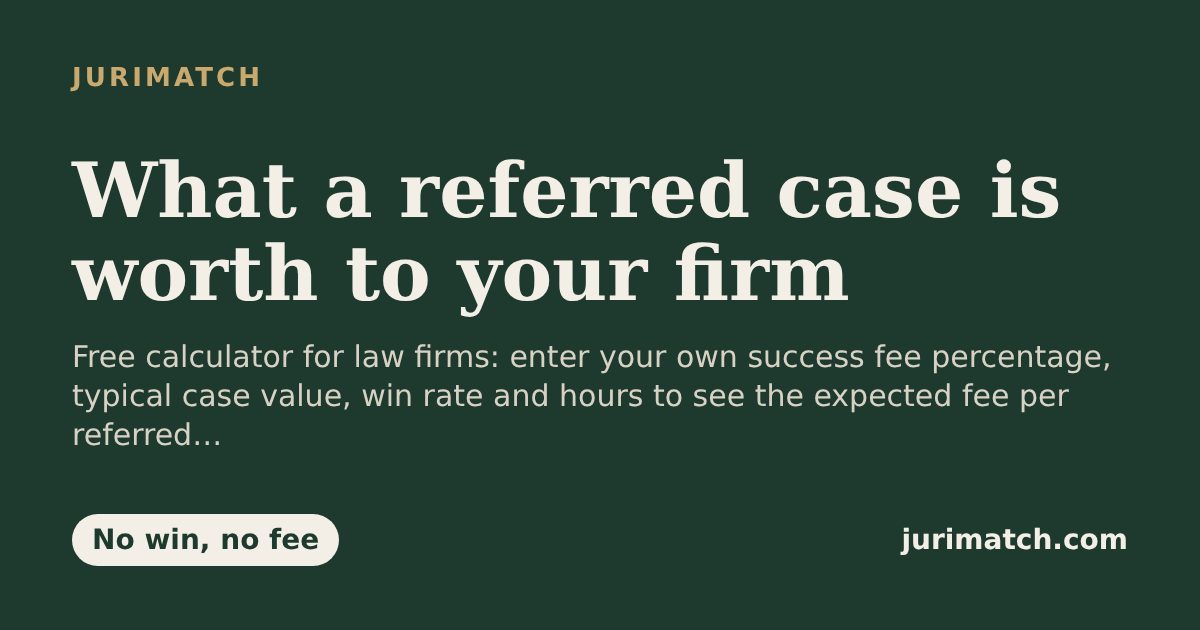 JURIMATCH
What a referred case is
worth to your firm
Free calculator for law firms: enter your own success fee percentage,
typical case value, win rate and hours to see the expected fee per
referred…
No win, no fee
jurimatch.com